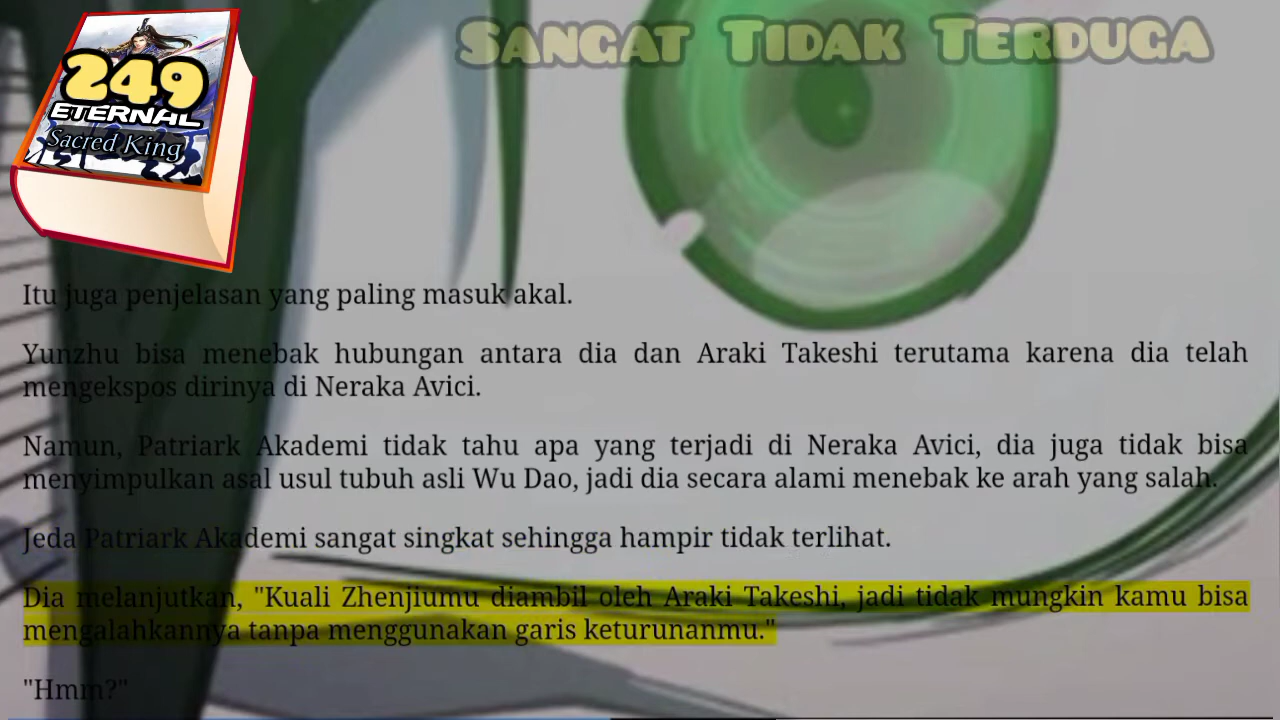 SANGAT TIDAK TERDUGA
249
ETERNAL
Sacred King
Itu juga penjelasan yang paling masuk akal.
Yunzhu bisa menebak hubungan antara dia dan Araki Takeshi terutama karena dia telah
mengekspos dirinya di Neraka Avici.
Namun, Patriark Akademi tidak tahu apa yang terjadi di Neraka Avici, dia juga tidak bisa
menyimpulkan asal usul tubuh asli Wu Dao, jadi dia secara alami menebak ke arah yang salah.
Jeda Patriark Akademi sangat singkat sehingga hampir tidak terlihat.
Dia melanjutkan, "Kuali Zhenjiumu diambil oleh Araki Takeshi, jadi tidak mungkin kamu bisa
mengalahkannya tanpa menggunakan garis keturunanmu."
"Hmm?"